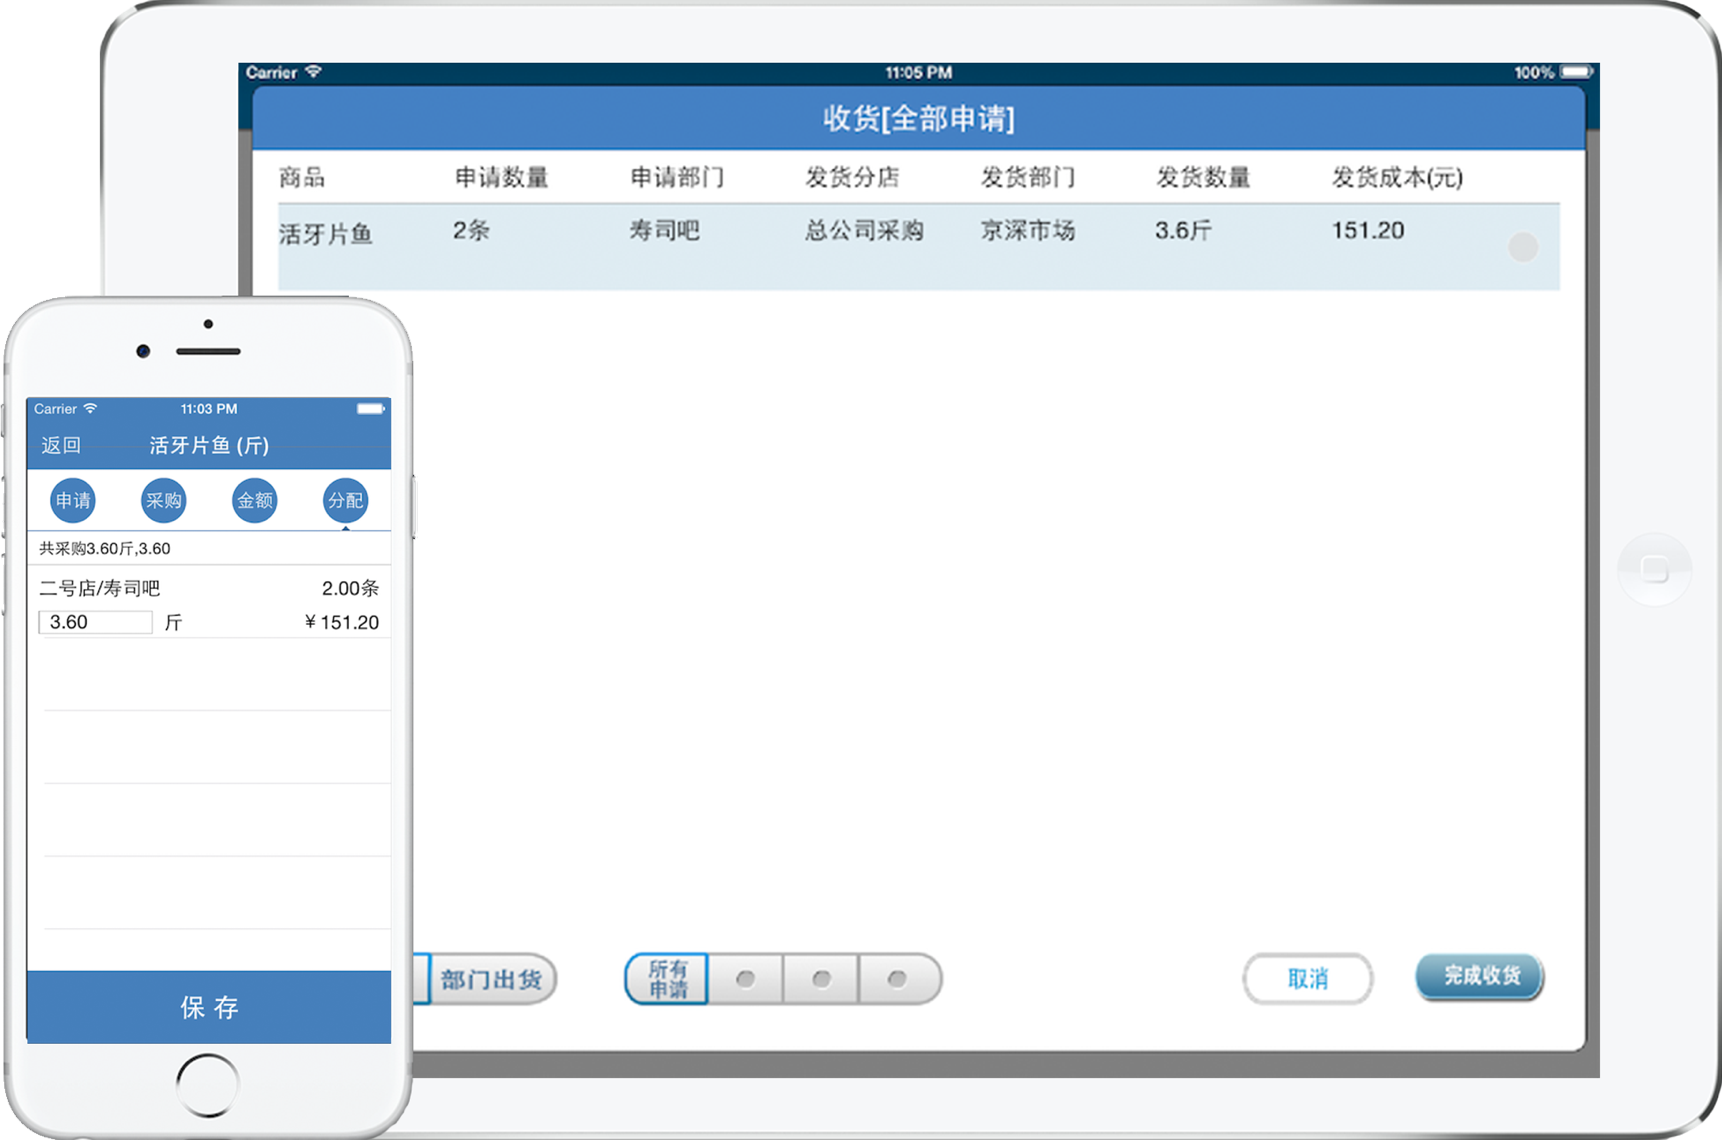 Carrier 11:05 PM 100%
收货[全部申请]
商品 申请数量 申请部门 发货分店 发货部门 发货数量 发货成本(元)
活牙片鱼 2条 寿司吧 总公司采购 京深市场 3.6斤 151.20
部门出货
所有
申请
取消
完成收货
Carrier 11:03 PM
返回 活牙片鱼 (斤)
申请 采购 金额 分配
共采购3.60斤,3.60
二号店/寿司吧 2.00条
3.60 斤 ¥151.20
保存